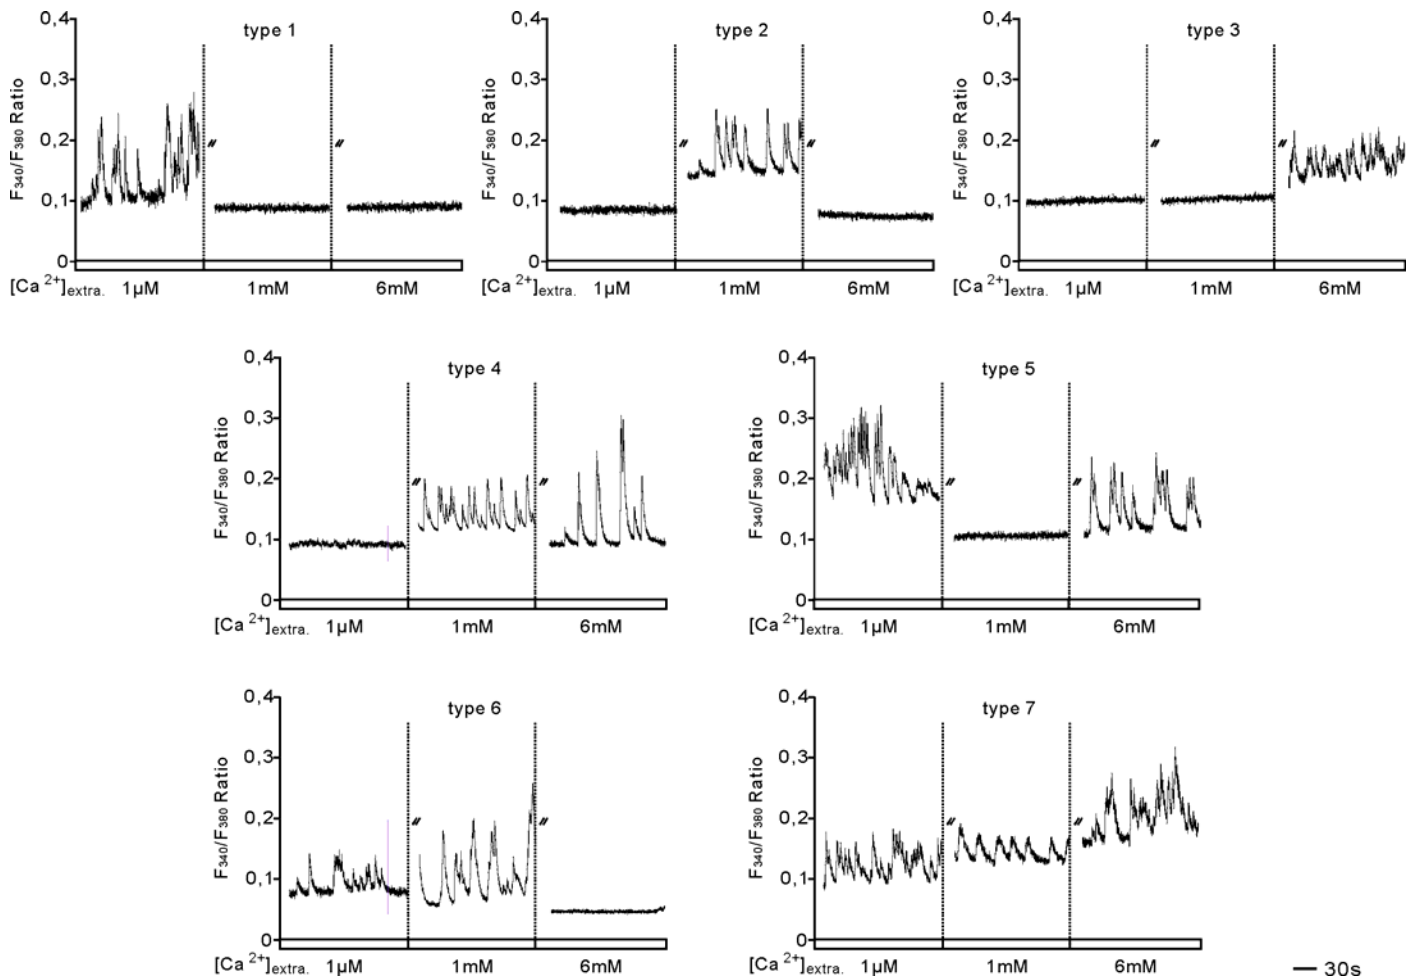 type 1
0,4
0,3
0,2
0,1
0
F340/F380 Ratio
[Ca 2+]extra. 1µM 1mM 6mM
type 2
0,4
0,3
0,2
0,1
0
F340/F380 Ratio
[Ca 2+]extra. 1µM 1mM 6mM
type 3
0,4
0,3
0,2
0,1
0
F340/F380 Ratio
[Ca 2+]extra. 1µM 1mM 6mM
type 4
0,4
0,3
0,2
0,1
0
F340/F380 Ratio
[Ca 2+]extra. 1µM 1mM 6mM
type 5
0,4
0,3
0,2
0,1
0
F340/F380 Ratio
[Ca 2+]extra. 1µM 1mM 6mM
type 6
0,4
0,3
0,2
0,1
0
F340/F380 Ratio
[Ca 2+]extra. 1µM 1mM 6mM
type 7
0,4
0,3
0,2
0,1
0
F340/F380 Ratio
[Ca 2+]extra. 1µM 1mM 6mM
30s